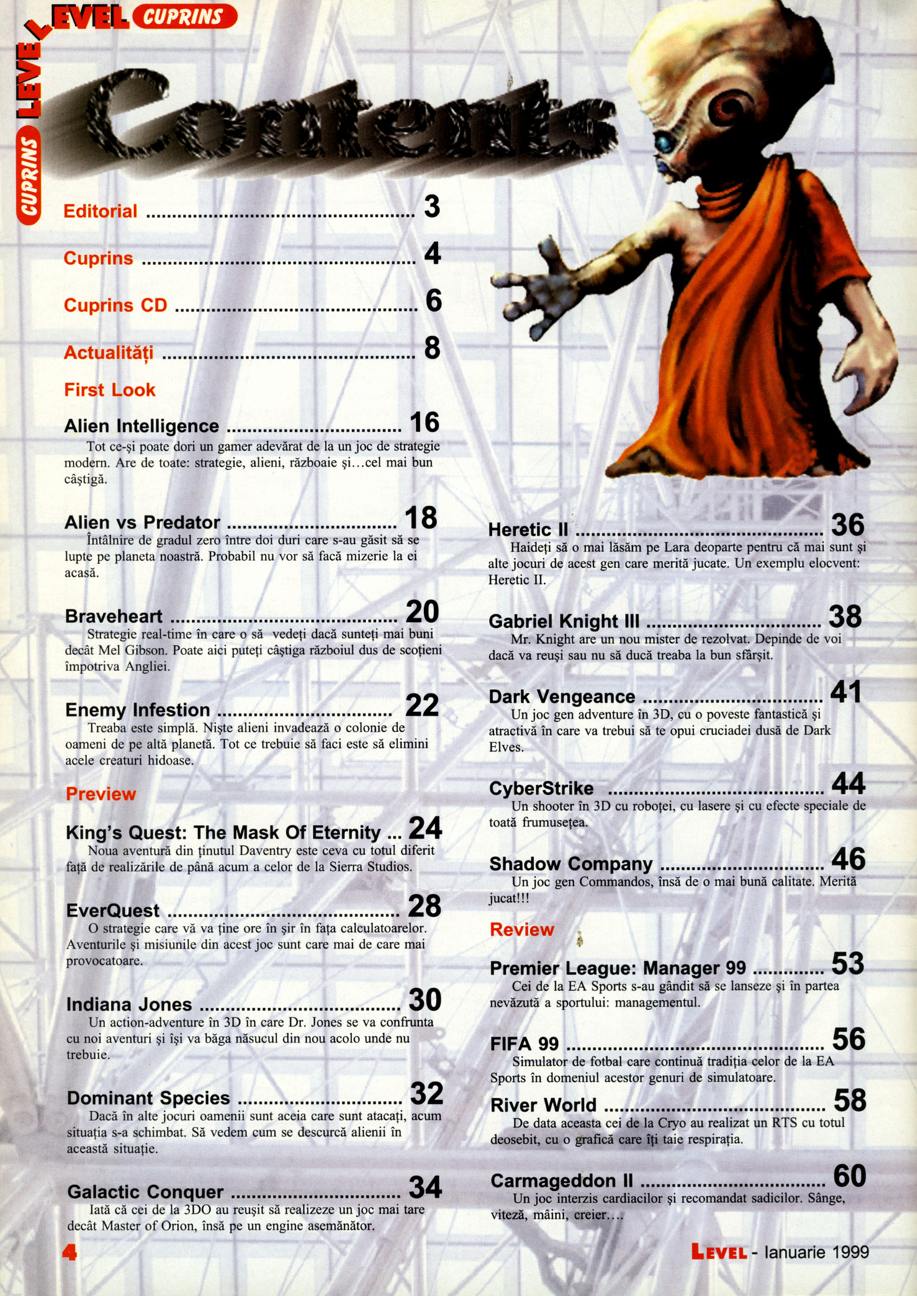 LEVEL CUPRINS
CUPRINS LEVEL
Contents
Editorial .................................................... 3
Cuprins ..................................................... 4
Cuprins CD ............................................... 6
Actualităţi ................................................. 8
First Look
Alien Intelligence .................................. 16
Tot ce-şi poate dori un gamer adevărat de la un joc de strategie
modern. Are de toate: strategie, alieni, războaie şi…cel mai bun
câştigă.
Alien vs Predator ................................. 18
Întâlnire de gradul zero între doi duri care s-au găsit să se
lupte pe planeta noastră. Probabil nu vor să facă mizerie la ei
acasă.
Braveheart ............................................. 20
Strategie real-time în care o să vedeţi dacă sunteţi mai buni
decât Mel Gibson. Poate aici puteţi câştiga războiul dus de scoţieni
împotriva Angliei.
Enemy Infestion ................................... 22
Treaba este simplă. Nişte alieni invadează o colonie de
oameni de pe altă planetă. Tot ce trebuie să faci este să elimini
acele creaturi hidoase.
Preview
King's Quest: The Mask Of Eternity ... 24
Noua aventură din ţinutul Daventry este ceva cu totul diferit
faţă de realizările de până acum a celor de la Sierra Studios.
EverQuest ............................................. 28
O strategie care vă va ţine ore în şir în faţa calculatoarelor.
Aventurile şi misiunile din acest joc sunt care mai de care mai
provocatoare.
Indiana Jones ....................................... 30
Un action-adventure în 3D în care Dr. Jones se va confrunta
cu noi aventuri şi îşi va băga năsucul din nou acolo unde nu
trebuie.
Dominant Species ................................ 32
Dacă în alte jocuri oamenii sunt aceia care sunt atacaţi, acum
situaţia s-a schimbat. Să vedem cum se descurcă alienii în
această situaţie.
Galactic Conquer ................................. 34
Iată că cei de la 3DO au reuşit să realizeze un joc mai tare
decât Master of Orion, însă pe un engine asemănător.
Heretic II ................................................. 36
Haideţi să o mai lăsăm pe Lara deoparte pentru că mai sunt şi
alte jocuri de acest gen care merită jucate. Un exemplu elocvent:
Heretic II.
Gabriel Knight III .................................. 38
Mr. Knight are un nou mister de rezolvat. Depinde de voi
dacă va reuşi sau nu să ducă treaba la bun sfârşit.
Dark Vengeance ................................... 41
Un joc gen adventure în 3D, cu o poveste fantastică şi
atractivă în care va trebui să te opui cruciadei dusă de Dark
Elves.
CyberStrike .......................................... 44
Un shooter în 3D cu roboţei, cu lasere şi cu efecte speciale de
toată frumuseţea.
Shadow Company ................................ 46
Un joc gen Commandos, însă de o mai bună calitate. Merită
jucat!!!
Review
Premier League: Manager 99 ............. 53
Cei de la EA Sports s-au gândit să se lanseze şi în partea
nevăzută a sportului: managementul.
FIFA 99 .................................................. 56
Simulator de fotbal care continuă tradiţia celor de la EA
Sports în domeniul acestor genuri de simulatoare.
River World ........................................... 58
De data aceasta cei de la Cryo au realizat un RTS cu totul
deosebit, cu o grafică care îţi taie respiraţia.
Carmageddon II .................................... 60
Un joc interzis cardiacilor şi recomandat sadicilor. Sânge,
viteză, mâini, creier….
4
LEVEL - Ianuarie 1999